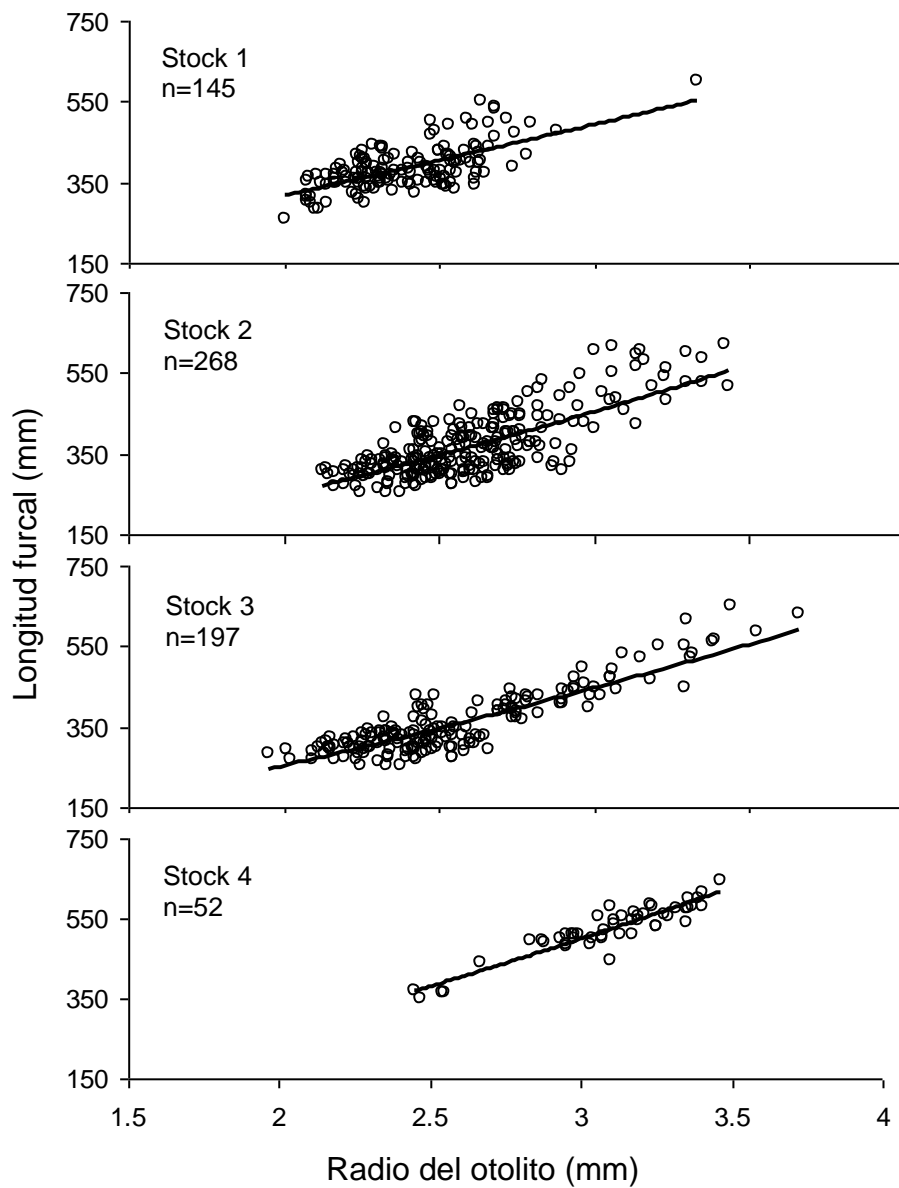 750
550
350
150
Stock 1
n=145
750
550
350
150
Stock 2
n=268
750
550
350
150
Stock 3
n=197
750
550
350
150
Stock 4
n=52
Longitud furcal (mm)
1.5 2 2.5 3 3.5 4
Radio del otolito (mm)